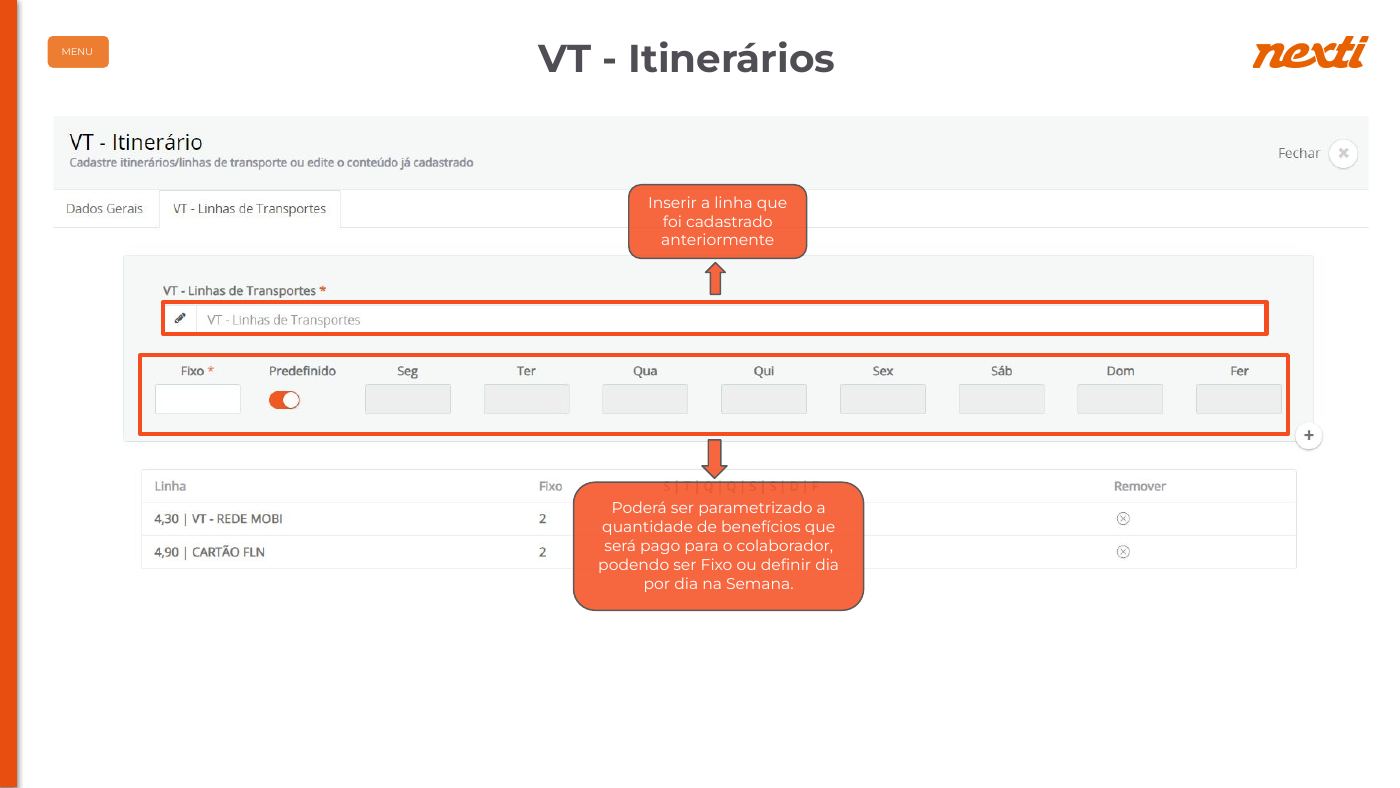 MENU
VT - Itinerários
nexti
VT - Itinerário
Cadastre itinerários/linhas de transporte ou edite o conteúdo já cadastrado
Fechar
Dados Gerais
VT - Linhas de Transportes
Inserir a linha que
foi cadastrado
anteriormente
VT - Linhas de Transportes *
VT - Linhas de Transportes
Fixo * Predefinido Seg Ter Qua Qui Sex Sáb Dom Fer
+
Linha Fixo S | T | Q | Q | S | S | D | F Remover
4,30 | VT - REDE MOBI 2
4,90 | CARTÃO FLN 2
Poderá ser parametrizado a
quantidade de benefícios que
será pago para o colaborador,
podendo ser Fixo ou definir dia
por dia na Semana.